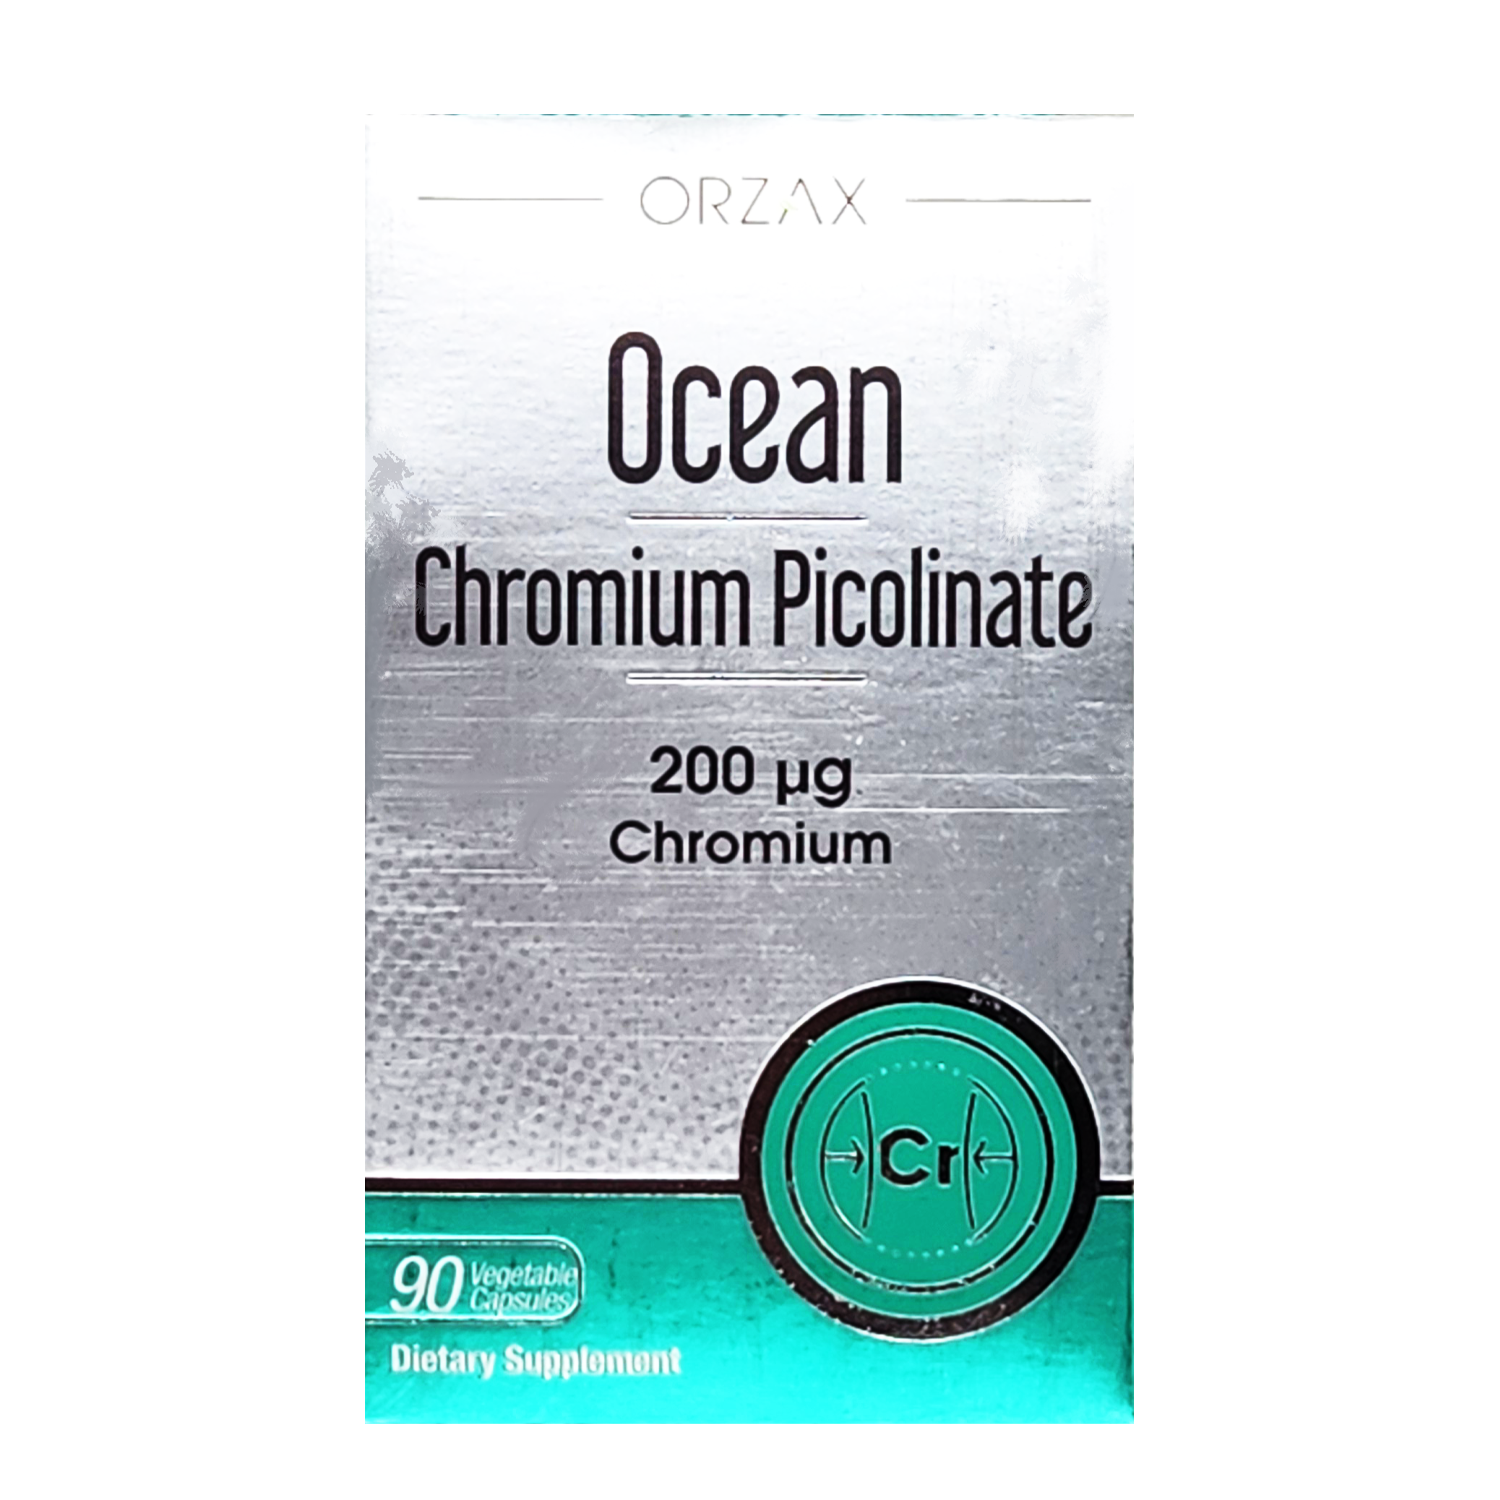 ORZAX
Ocean
Chromium Picolinate
200 µg
Chromium
Cr
90 Vegetable
Capsules
Dietary Supplement